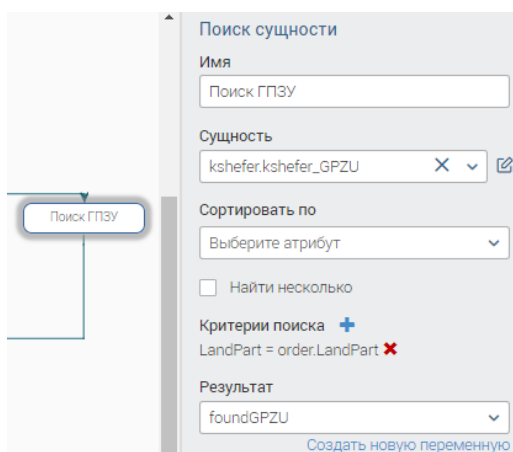 Поиск сущности
Имя
Поиск ГПЗУ
Сущность
kshefer.kshefer_GPZU
Поиск ГПЗУ
Сортировать по
Выберите атрибут
Найти несколько
Критерии поиска
LandPart = order.LandPart
Результат
foundGPZU
Создать новую переменную